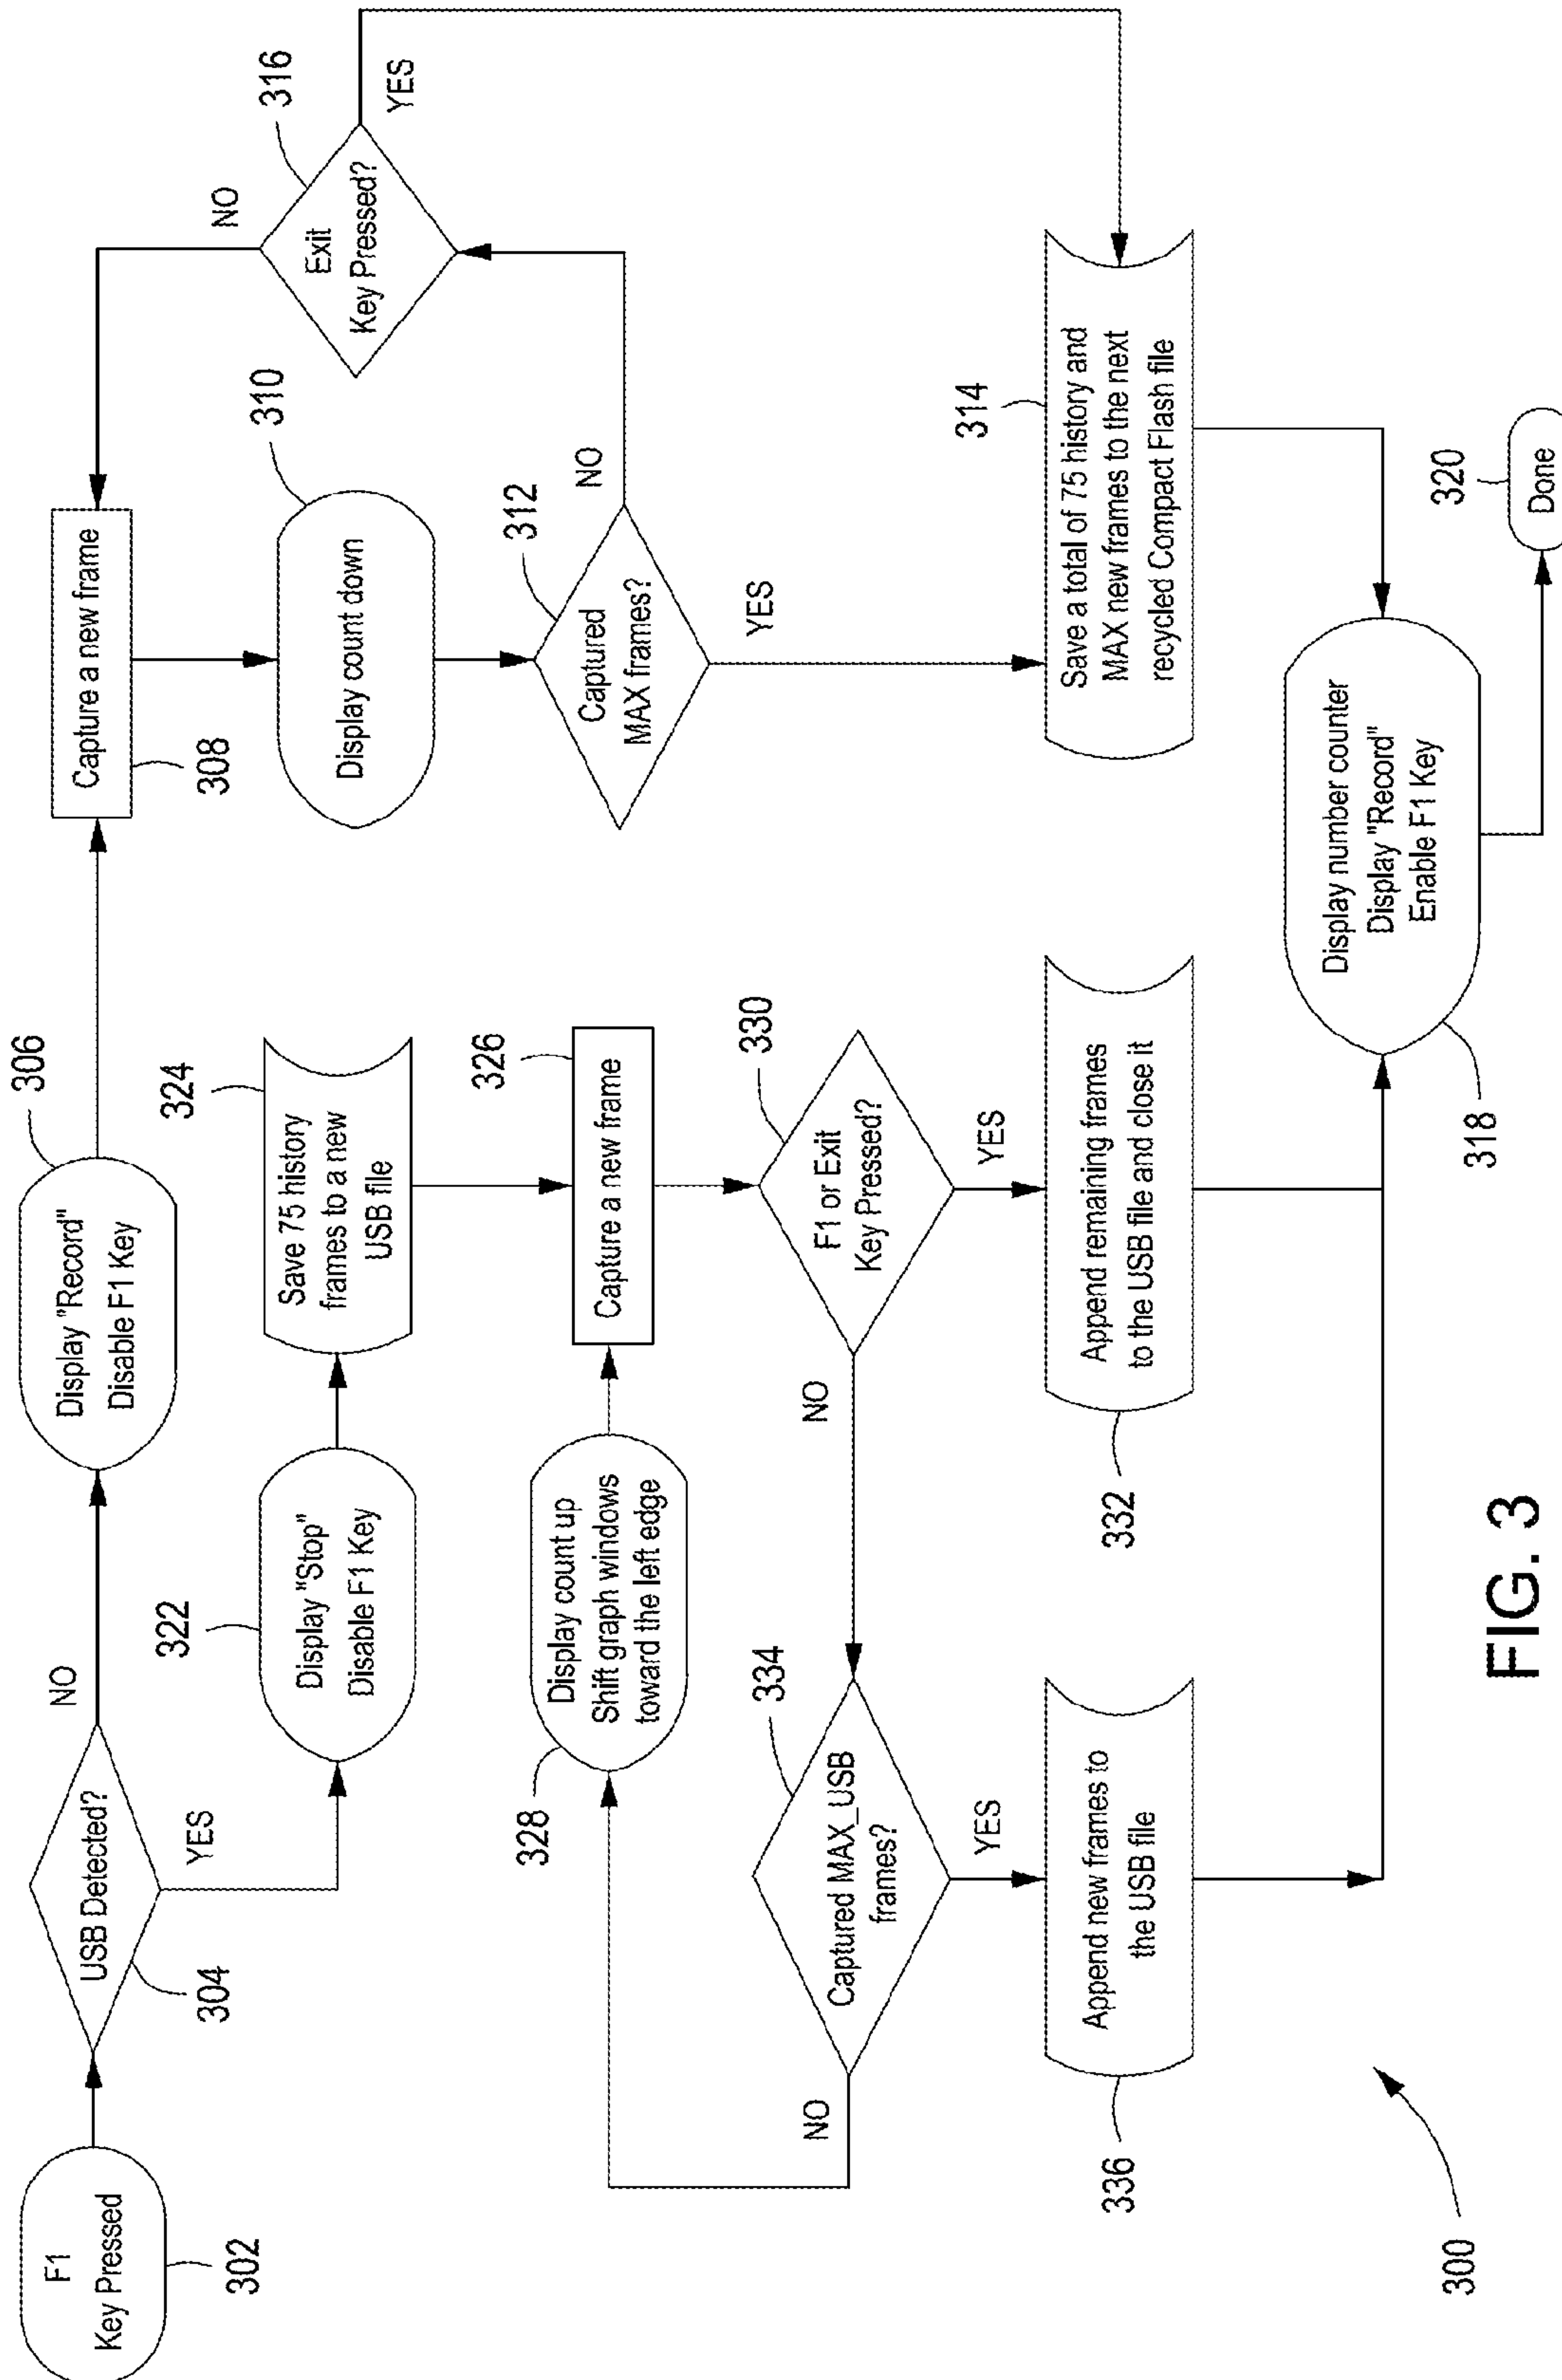 F1
Key Pressed
302
USB Detected?
304
NO
YES
Display "Record"
Disable F1 Key
306
Capture a new frame
308
Display count down
310
Captured
MAX frames?
312
NO
YES
Exit
Key Pressed?
316
NO
YES
Save a total of 75 history and
MAX new frames to the next
recycled Compact Flash file
314
Display "Stop"
Disable F1 Key
322
Save 75 history
frames to a new
USB file
324
Capture a new frame
326
Display count up
Shift graph windows
toward the left edge
328
F1 or Exit
Key Pressed?
330
NO
YES
Append remaining frames
to the USB file and close it
332
Captured MAX_USB
frames?
334
NO
YES
Append new frames to
the USB file
336
Display number counter
Display "Record"
Enable F1 Key
318
Done
320
300
FIG. 3